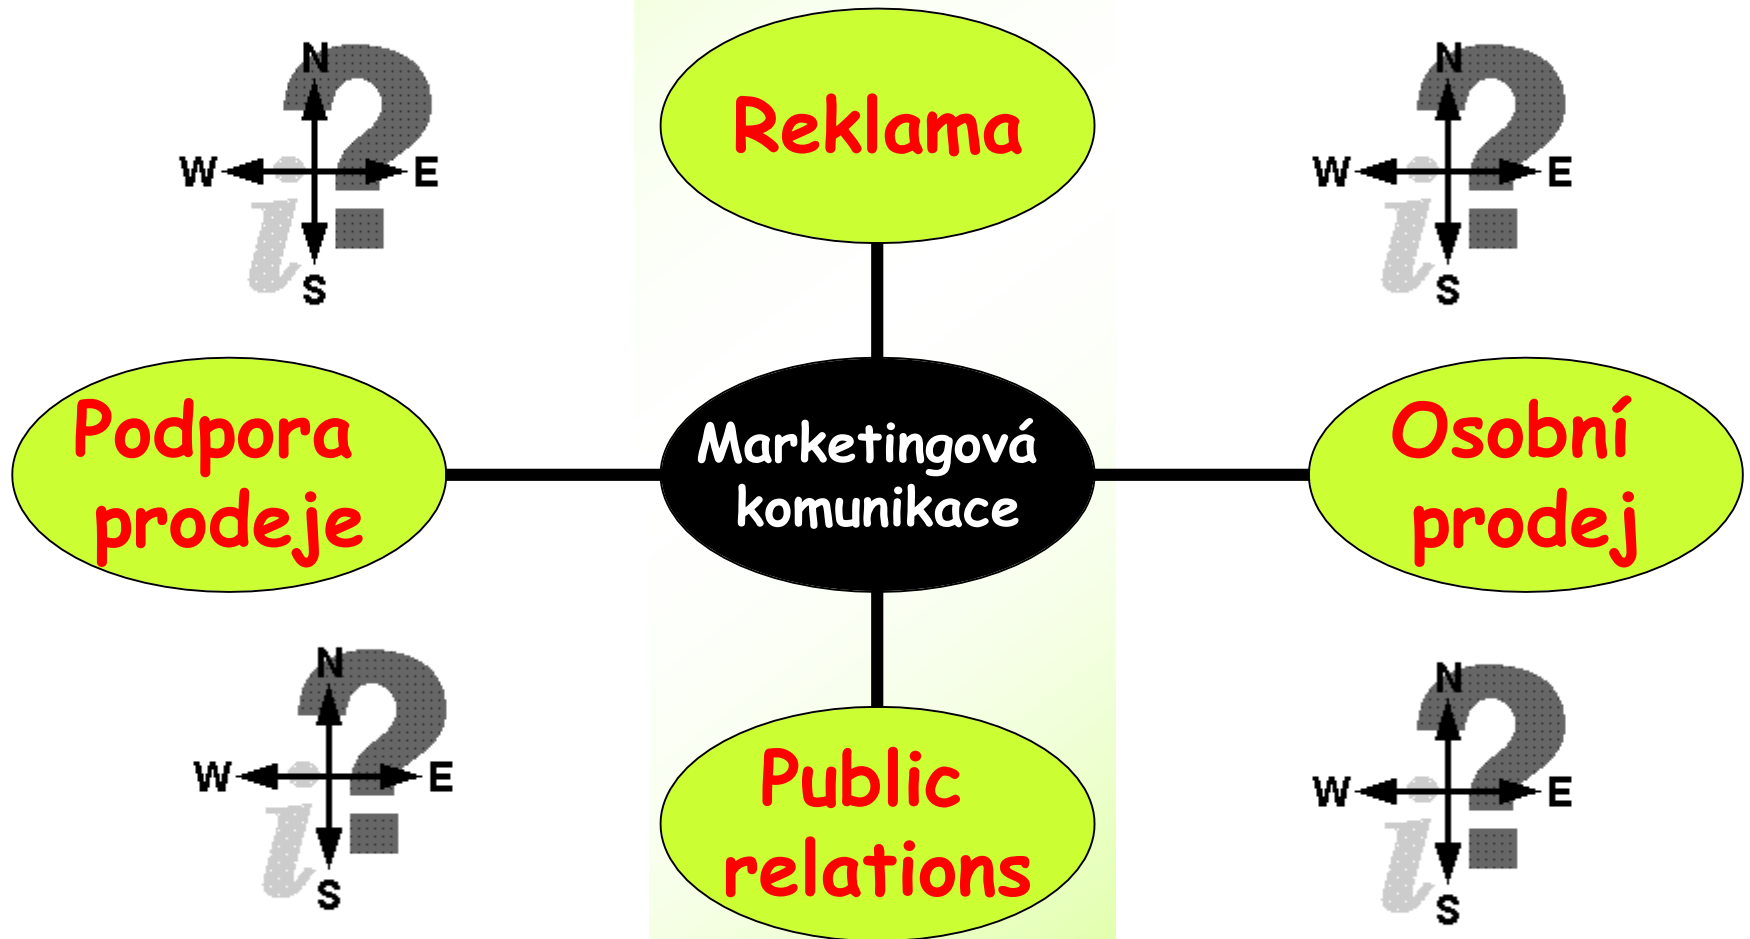 N
W E
i ?
S
Reklama
N
W E
i ?
S
Podpora
prodeje
Marketingová
komunikace
Osobní
prodej
N
W E
i ?
S
Public
relations
N
W E
i ?
S